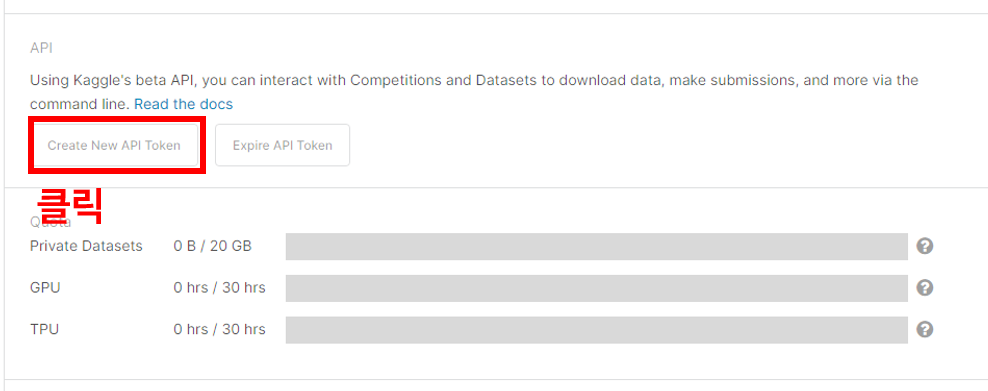 API
Using Kaggle's beta API, you can interact with Competitions and Datasets to download data, make submissions, and more via the
command line. Read the docs
Create New API Token Expire API Token
클릭
Quota
Private Datasets 0 B / 20 GB ?
GPU 0 hrs / 30 hrs ?
TPU 0 hrs / 30 hrs ?